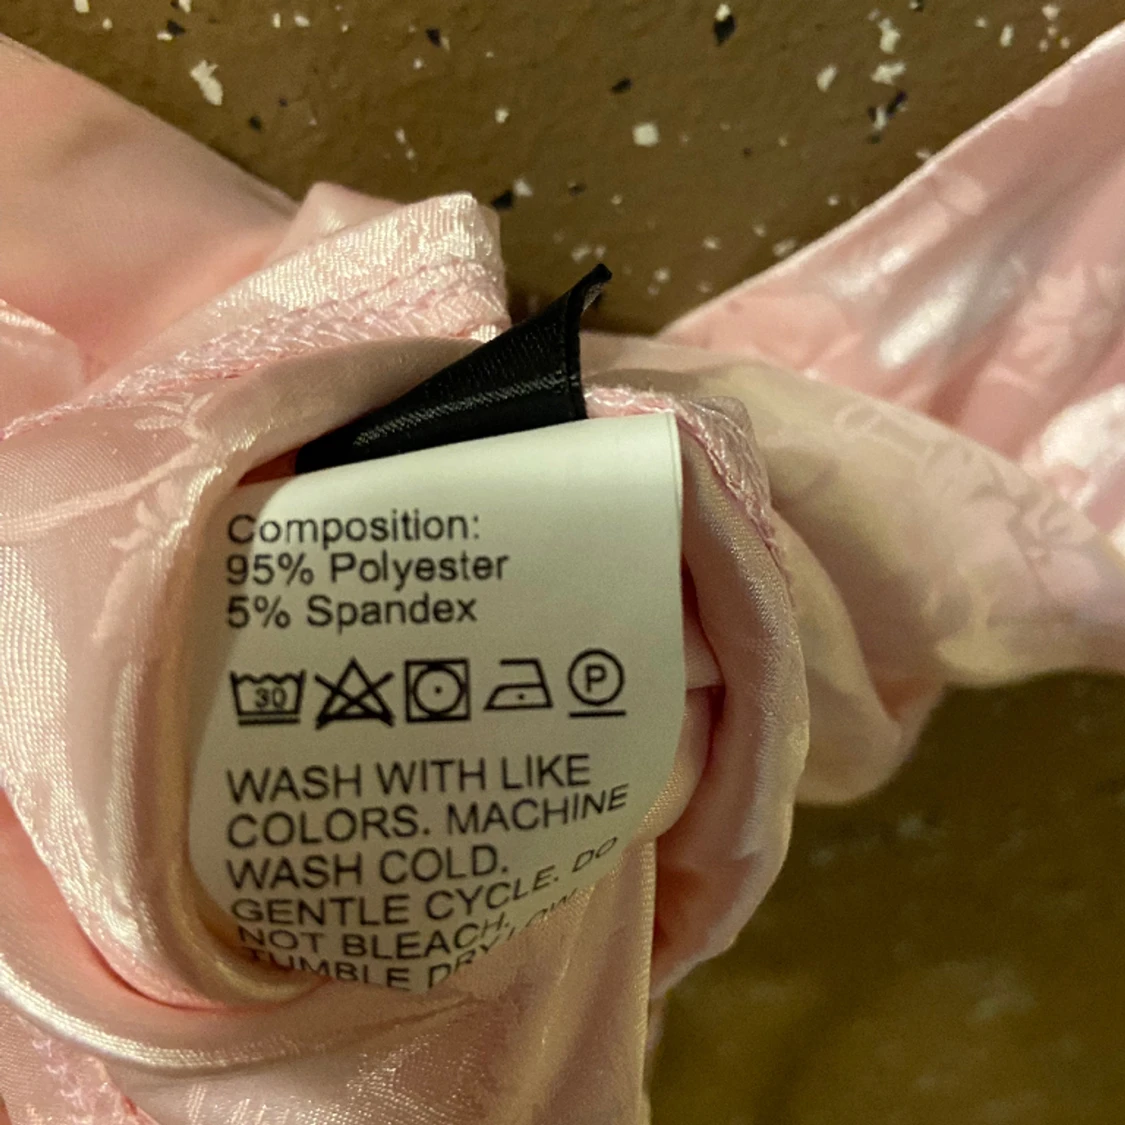 Composition:
95% Polyester
5% Spandex
30
P
WASH WITH LIKE
COLORS. MACHINE
WASH COLD.
GENTLE CYCLE. DO
NOT BLEACH.
TUMBLE DRY LOW.